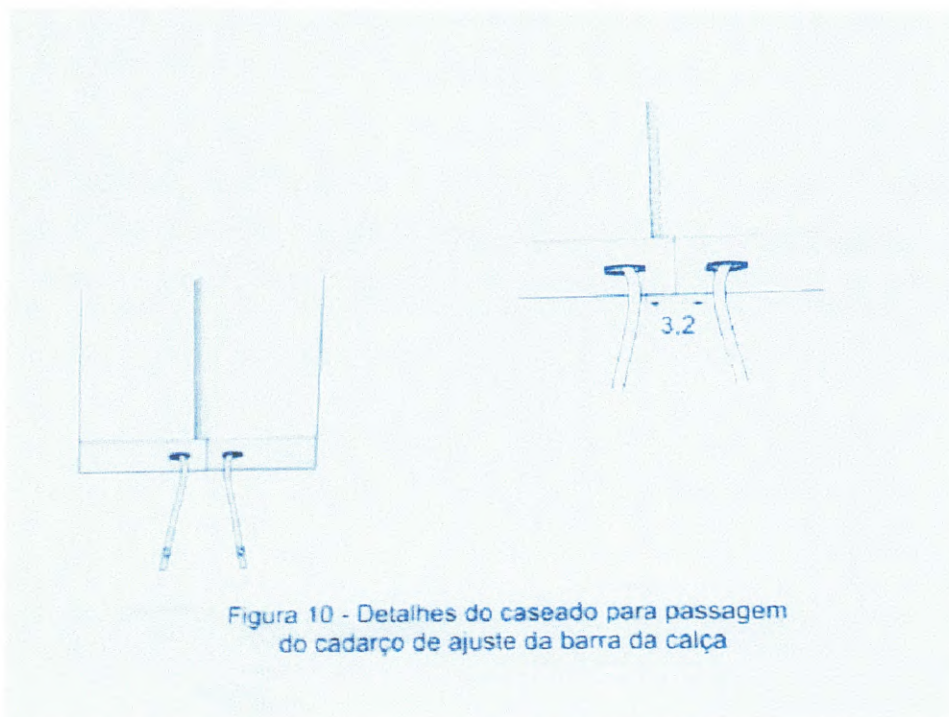 3,2
Figura 10 - Detalhes do caseado para passagem
do cadarço de ajuste da barra da calça